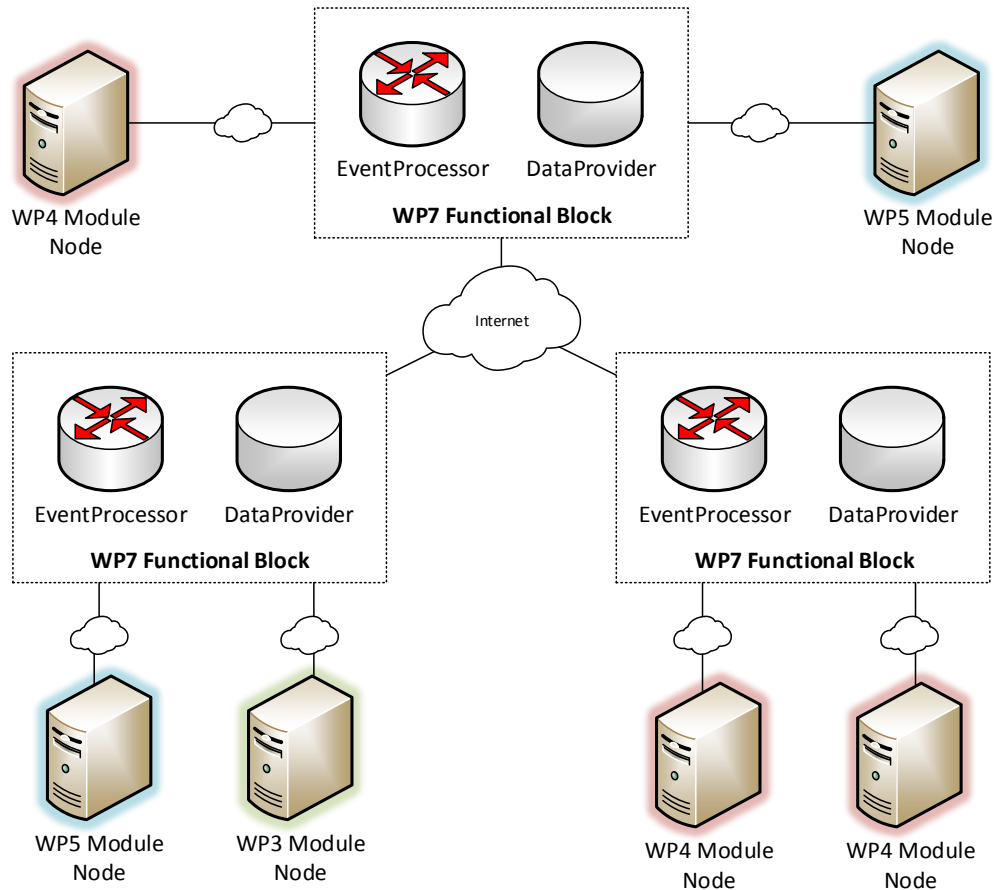 EventProcessor
DataProvider
WP7 Functional Block
WP4 Module
Node
WP5 Module
Node
Internet
EventProcessor
DataProvider
WP7 Functional Block
EventProcessor
DataProvider
WP7 Functional Block
WP5 Module
Node
WP3 Module
Node
WP4 Module
Node
WP4 Module
Node